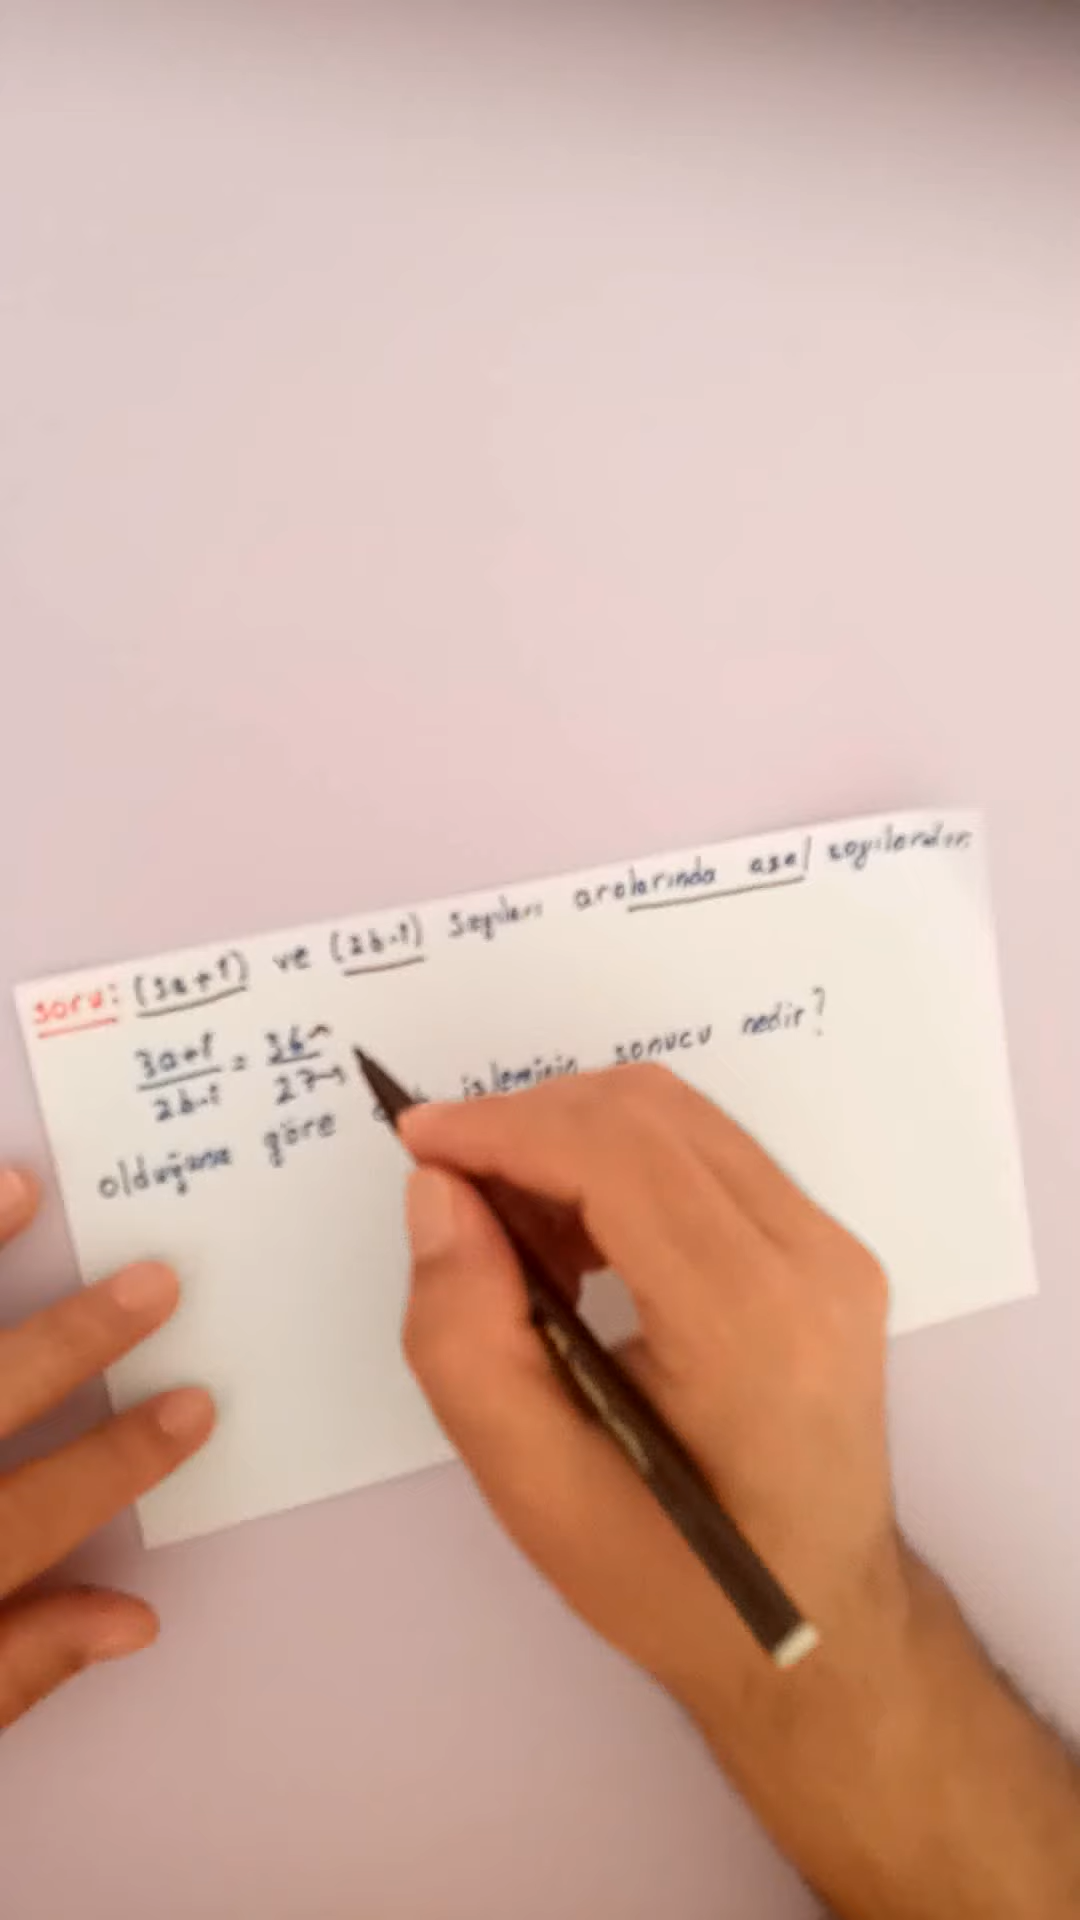 soru: (3a+1) ve (2b-1) sayıları aralarında asal sayılardır.
3a+1 = 36
2b-1 27
olduğuna göre işleminin sonucu nedir?